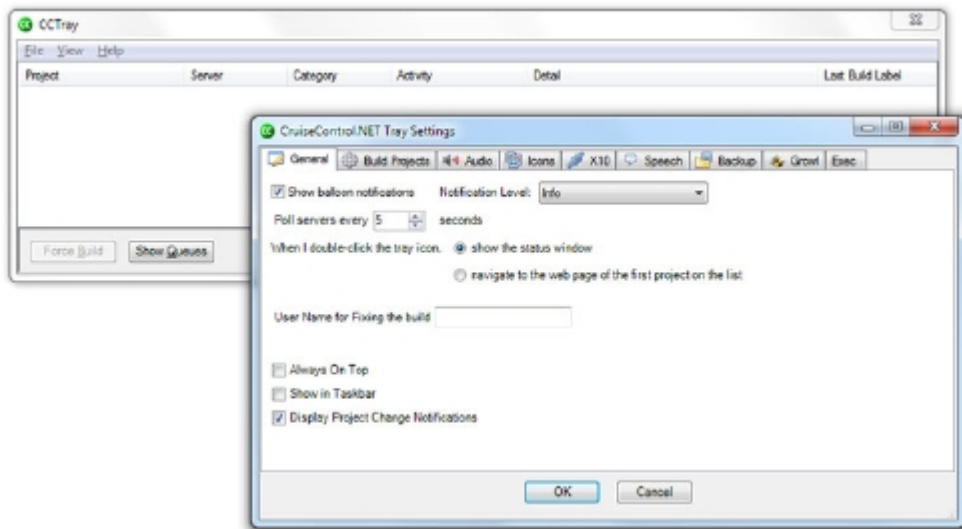 CCTray
File View Help
Project Server Category Activity Detail Last Build Label
Force Build Show Queues
CruiseControl.NET Tray Settings
General Build Projects Audio Icons X10 Speech Backup Growl Exec
Show balloon notifications Notification Level: Info
Poll servers every 5 seconds
When I double-click the tray icon. show the status window
navigate to the web page of the first project on the list
User Name for Fixing the build
Always On Top
Show in Taskbar
Display Project Change Notifications
OK Cancel